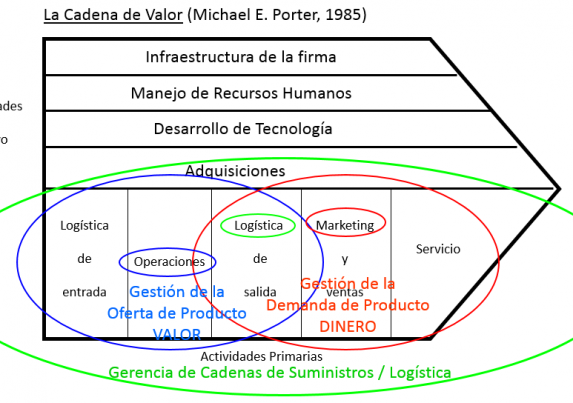 La Cadena de Valor (Michael E. Porter, 1985)
Infraestructura de la firma
Manejo de Recursos Humanos
Desarrollo de Tecnología
Adquisiciones
Logística
de
entrada
Operaciones
Logística
de
salida
Marketing
y
ventas
Servicio
Gestión de la
Oferta de Producto
VALOR
Gestión de la
Demanda de Producto
DINERO
Actividades Primarias
Gerencia de Cadenas de Suministros / Logística